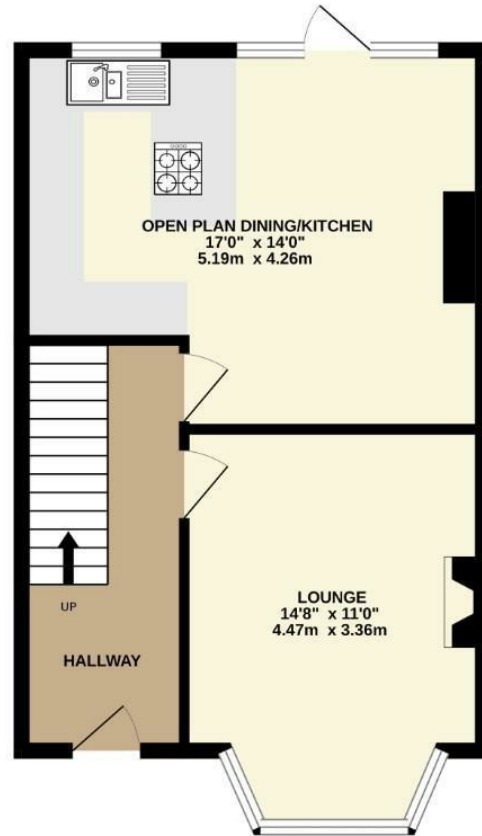 OPEN PLAN DINING/KITCHEN
17'0" x 14'0"
5.19m x 4.26m
LOUNGE
14'8" x 11'0"
4.47m x 3.36m
UP
HALLWAY